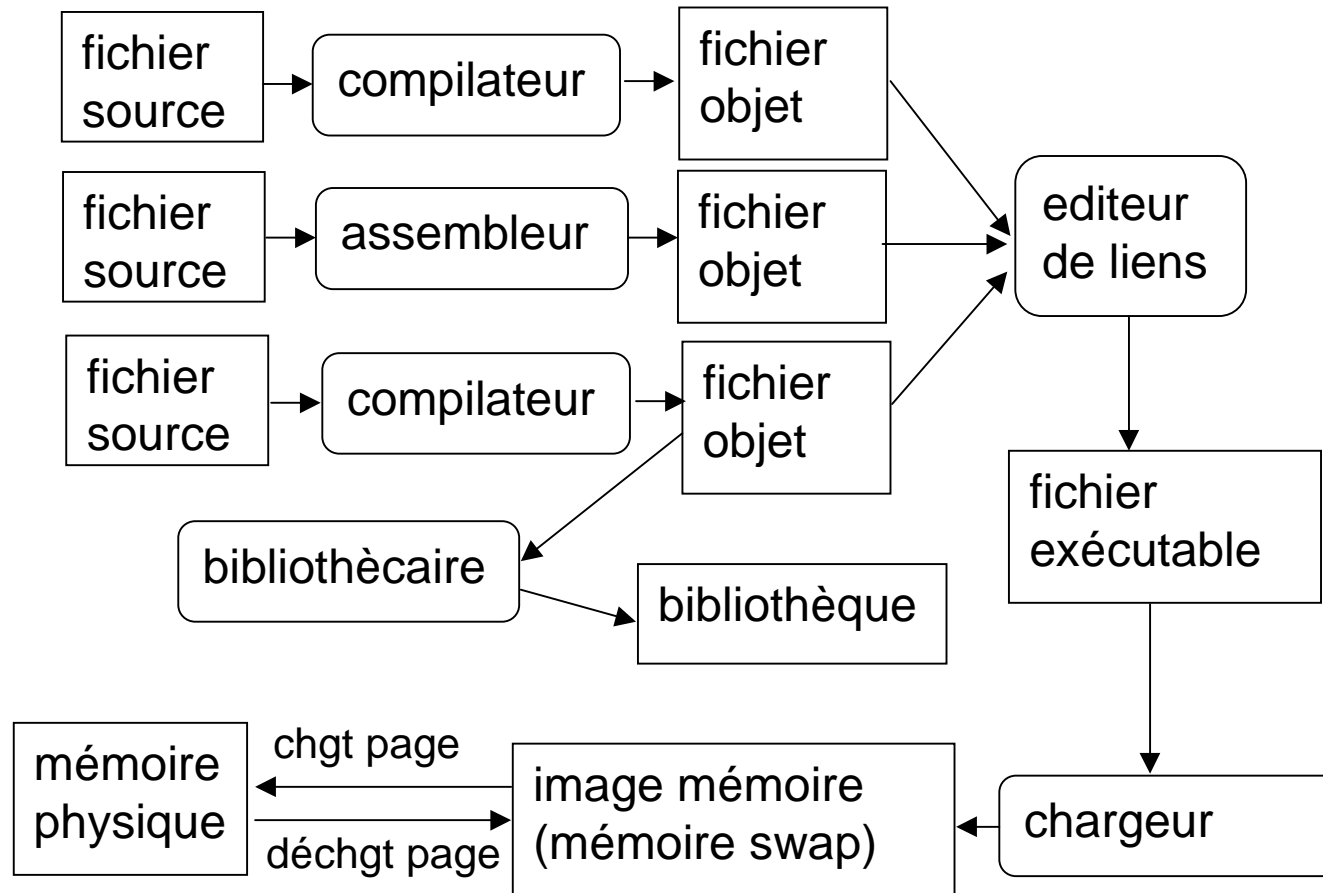 fichier
source
compilateur
fichier
objet
fichier
source
assembleur
fichier
objet
editeur
de liens
fichier
source
compilateur
fichier
objet
fichier
exécutable
bibliothècaire
bibliothèque
mémoire
physique
chgt page
déchgt page
image mémoire
(mémoire swap)
chargeur